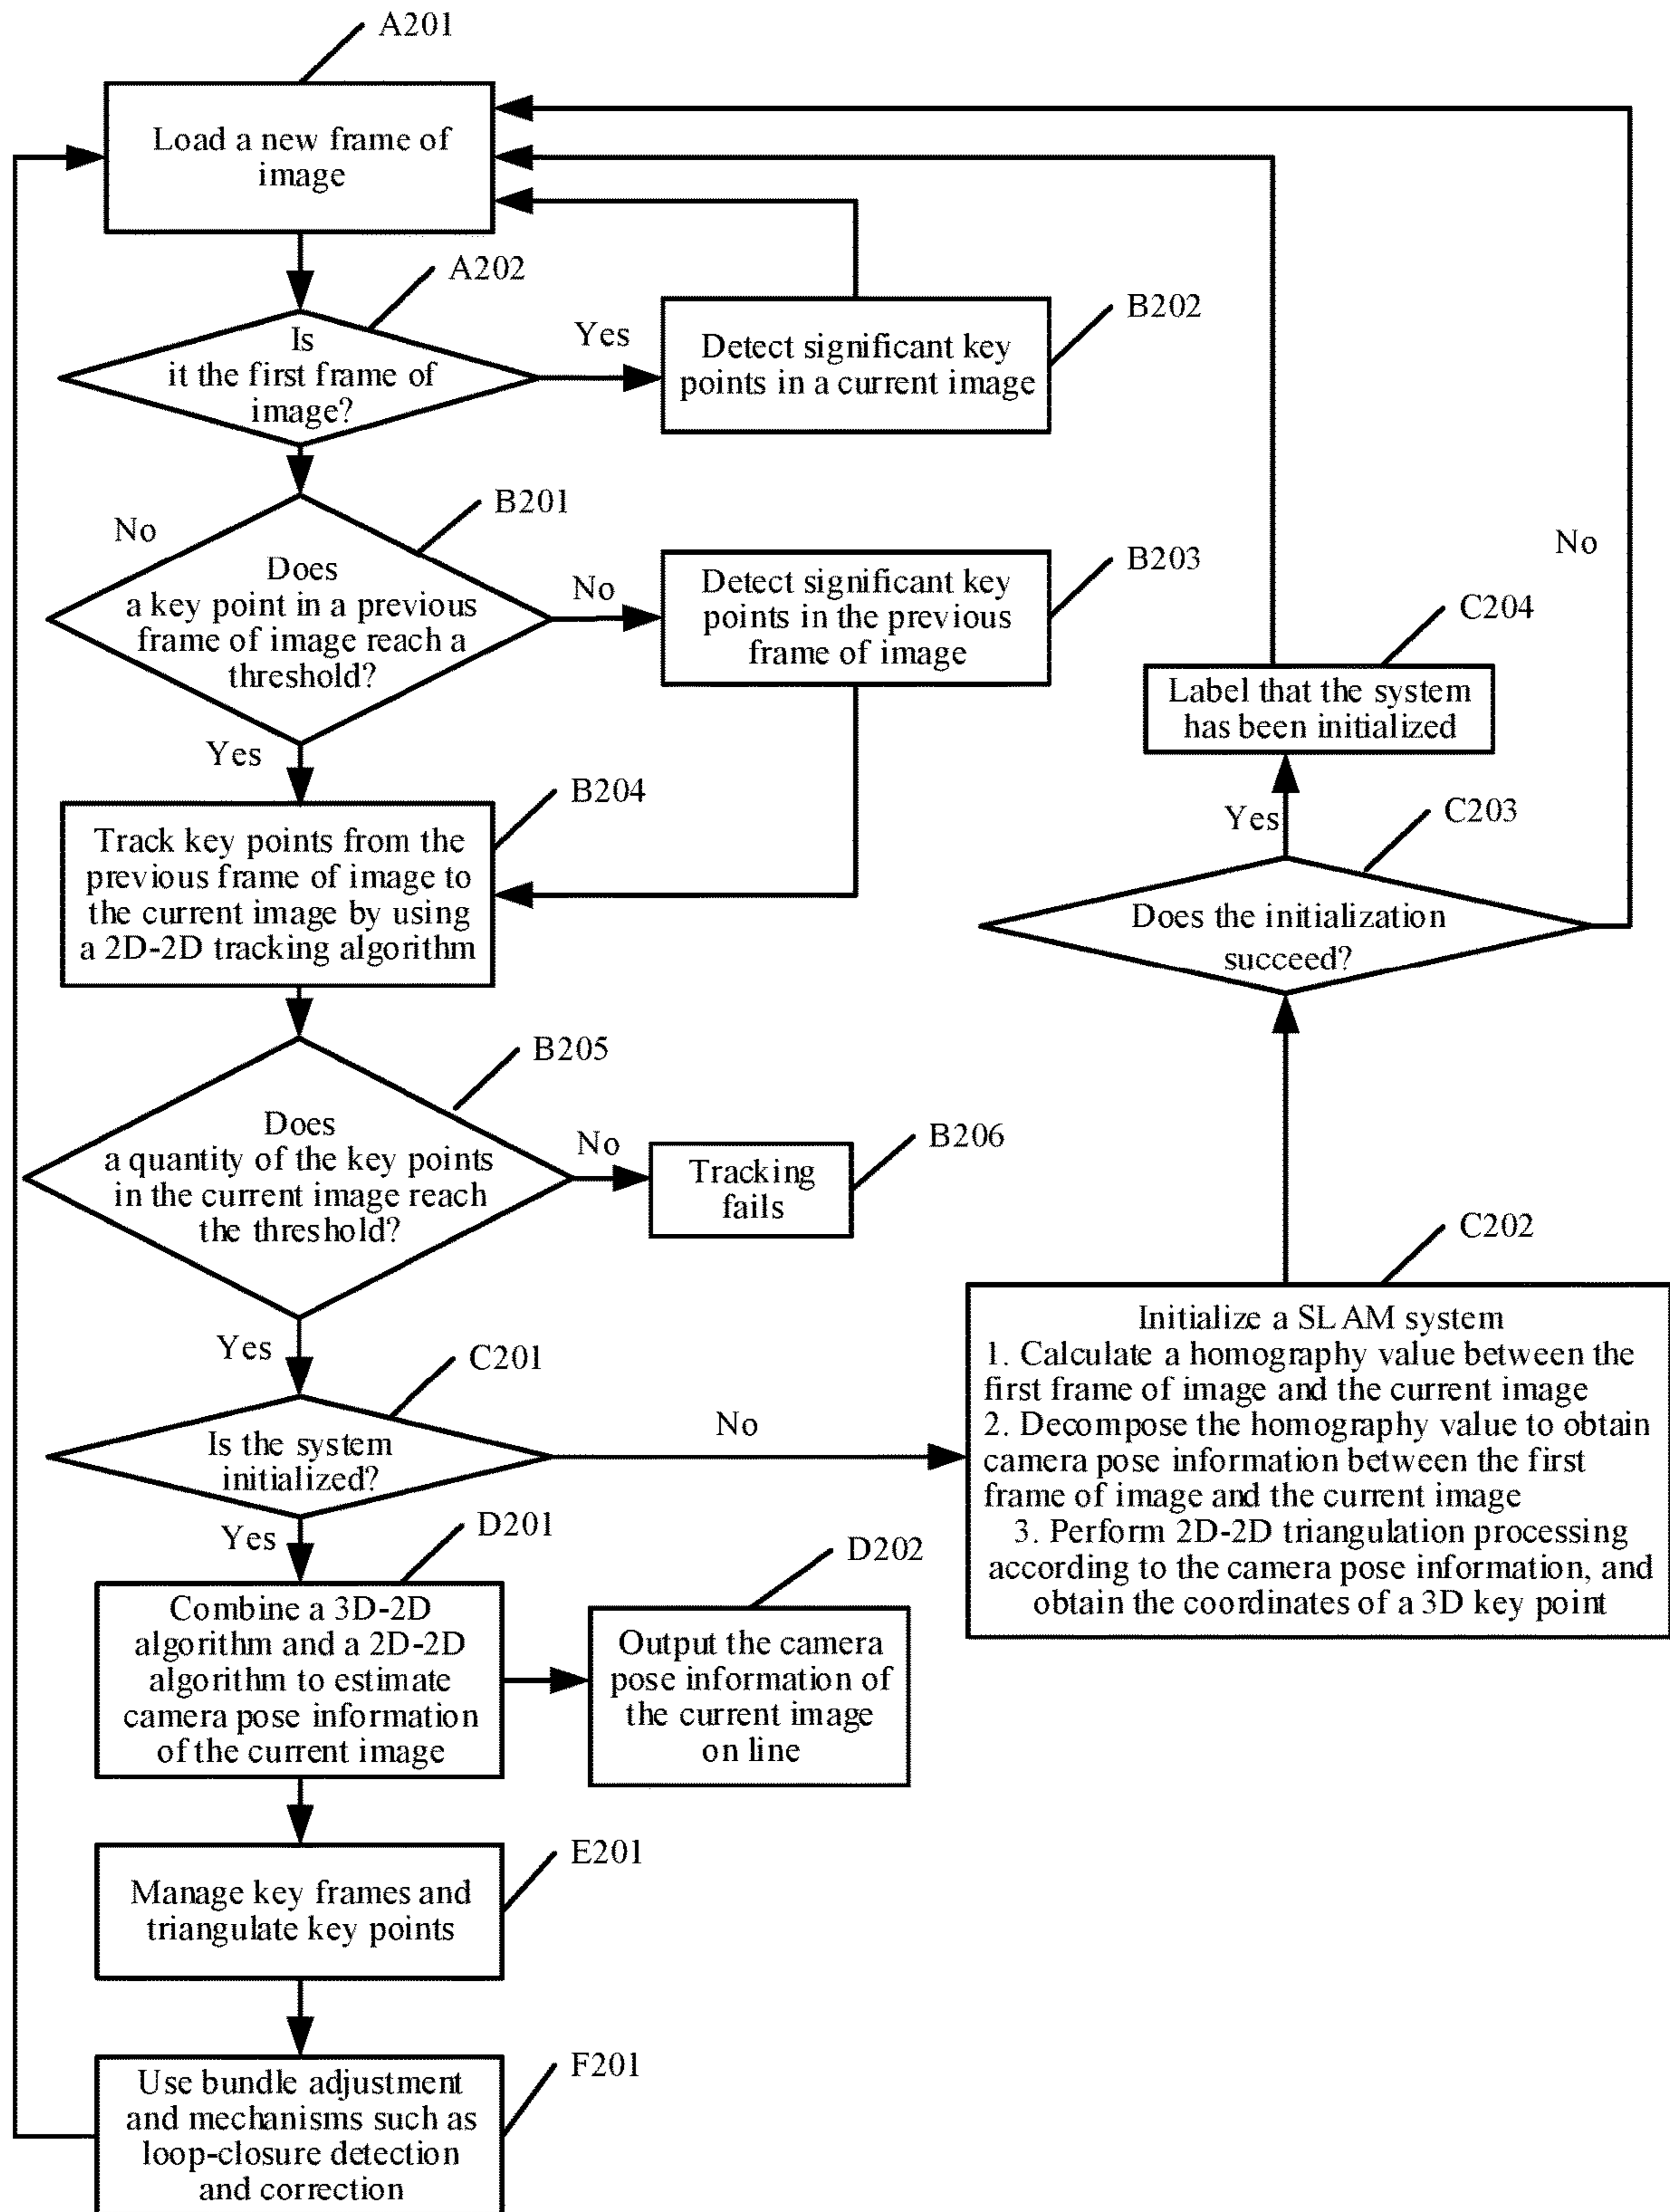 A201
Load a new frame of
image
A202
Is
it the first frame of
image?
Yes
Detect significant key
points in a current image
B202
No
B201
Does
a key point in a previous
frame of image reach a
threshold?
No
Detect significant key
points in the previous
frame of image
B203
No
C204
Label that the system
has been initialized
Yes
B204
Track key points from the
previous frame of image to
the current image by using
a 2D-2D tracking algorithm
Yes
C203
Does the initialization
succeed?
B205
Does
a quantity of the key points
in the current image reach
the threshold?
No
Tracking
fails
B206
C202
Initialize a SLAM system
1. Calculate a homography value between the
first frame of image and the current image
2. Decompose the homography value to obtain
camera pose information between the first
frame of image and the current image
3. Perform 2D-2D triangulation processing
according to the camera pose information, and
obtain the coordinates of a 3D key point
Yes
C201
Is the system
initialized?
No
Yes
D201
Combine a 3D-2D
algorithm and a 2D-2D
algorithm to estimate
camera pose information
of the current image
D202
Output the camera
pose information of
the current image
on line
E201
Manage key frames and
triangulate key points
F201
Use bundle adjustment
and mechanisms such as
loop-closure detection
and correction